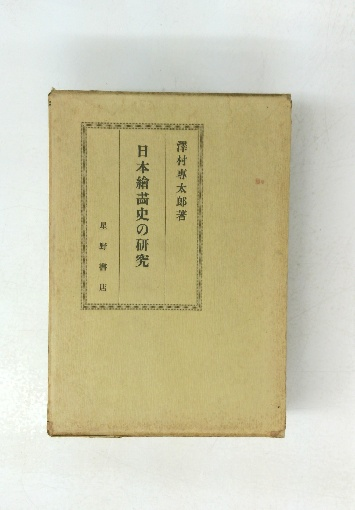 澤村專太郎著
日本繪畫史の研究
星野書店